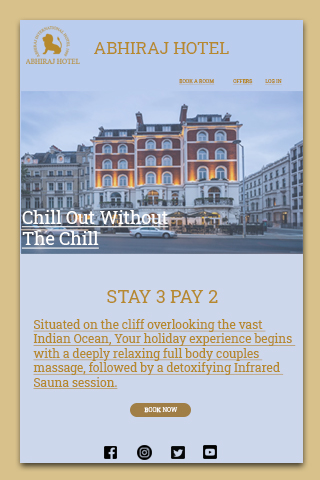 ABHIRAJ HOTEL
ABHIRAJ HOTEL
BOOK A ROOM OFFERS LOG IN
Chill Out Without
The Chill
STAY 3 PAY 2
Situated on the cliff overlooking the vast
Indian Ocean, Your holiday experience begins
with a deeply relaxing full body couples
massage, followed by a detoxifying Infrared
Sauna session.
BOOK NOW